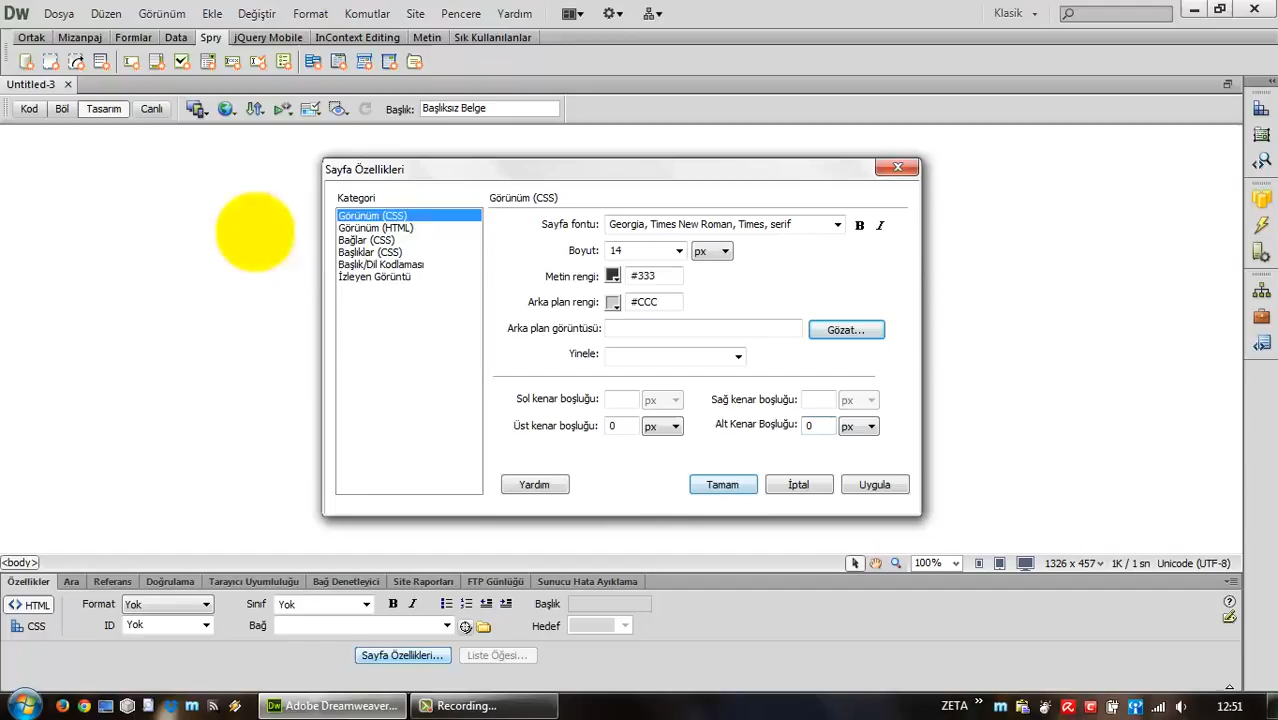 Dw Dosya Düzen Görünüm Ekle Değiştir Format Komutlar Site Pencere Yardım Klasik
Ortak Mizanpaj Formlar Data Spry jQuery Mobile InContext Editing Metin Sık Kullanılanlar
Untitled-3
Kod Böl Tasarım Canlı Başlık: Başlıksız Belge
Sayfa Özellikleri
Kategori
Görünüm (CSS)
Görünüm (HTML)
Bağlar (CSS)
Başlıklar (CSS)
Başlık/Dil Kodlaması
İzleyen Görüntü
Görünüm (CSS)
Sayfa fontu: Georgia, Times New Roman, Times, serif B I
Boyut: 14 px
Metin rengi: #333
Arka plan rengi: #CCC
Arka plan görüntüsü: Gözat...
Yinele:
Sol kenar boşluğu: px Sağ kenar boşluğu: px
Üst kenar boşluğu: 0 px Alt Kenar Boşluğu: 0 px
Yardım Tamam İptal Uygula
<body> 100% 1326 x 457 1K / 1 sn Unicode (UTF-8)
Özellikler Ara Referans Doğrulama Tarayıcı Uyumluluğu Bağ Denetleyici Site Raporları FTP Günlüğü Sunucu Hata Ayıklama
<> HTML Format Yok Sınıf Yok B I Başlık
CSS ID Yok Bağ Hedef
Sayfa Özellikleri... Liste Öğesi...
Adobe Dreamweaver... Recording... ZETA » 12:51